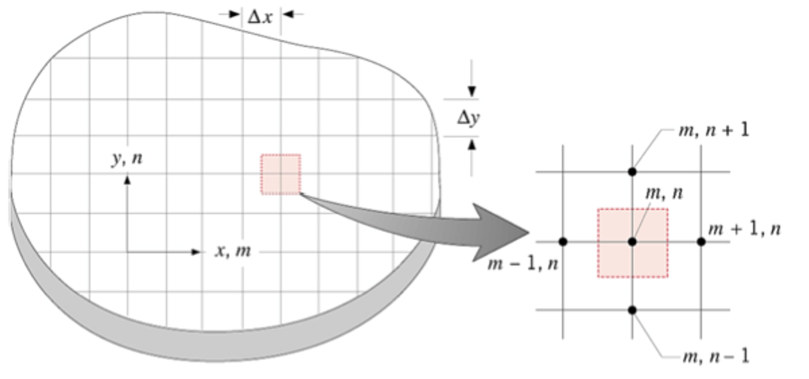 Δx
Δy
y, n
x, m
m, n + 1
m, n
m + 1, n
m − 1, n
m, n − 1